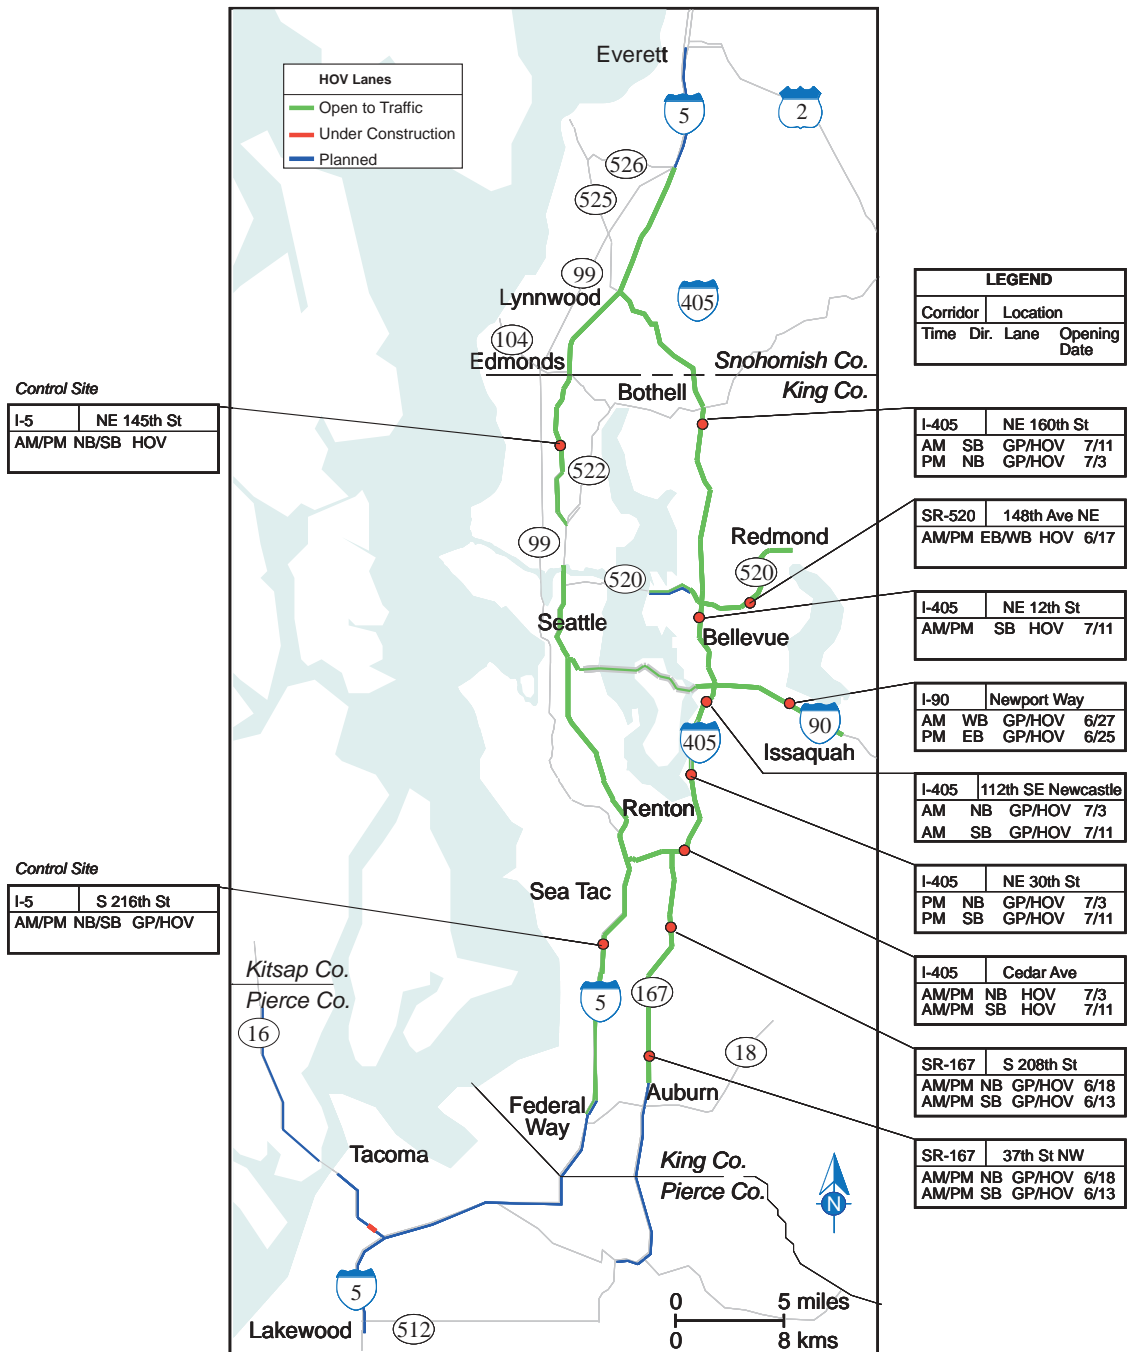 Everett
HOV Lanes
Open to Traffic
Under Construction
Planned
5
2
526
525
99
Lynnwood
405
104
Edmonds
Snohomish Co.
King Co.
Bothell
522
99
Redmond
520
520
Seattle
Bellevue
90
405
Issaquah
Renton
Sea Tac
Kitsap Co.
Pierce Co.
5
167
16
18
Auburn
Federal
Way
Tacoma
King Co.
Pierce Co.
N
5
Lakewood
512
0 5 miles
0 8 kms
Control Site
I-5 NE 145th St
AM/PM NB/SB HOV
Control Site
I-5 S 216th St
AM/PM NB/SB GP/HOV
LEGEND
Corridor Location
Time Dir. Lane Opening
Date
I-405 NE 160th St
AM SB GP/HOV 7/11
PM NB GP/HOV 7/3
SR-520 148th Ave NE
AM/PM EB/WB HOV 6/17
I-405 NE 12th St
AM/PM SB HOV 7/11
I-90 Newport Way
AM WB GP/HOV 6/27
PM EB GP/HOV 6/25
I-405 112th SE Newcastle
AM NB GP/HOV 7/3
AM SB GP/HOV 7/11
I-405 NE 30th St
PM NB GP/HOV 7/3
PM SB GP/HOV 7/11
I-405 Cedar Ave
AM/PM NB HOV 7/3
AM/PM SB HOV 7/11
SR-167 S 208th St
AM/PM NB GP/HOV 6/18
AM/PM SB GP/HOV 6/13
SR-167 37th St NW
AM/PM NB GP/HOV 6/18
AM/PM SB GP/HOV 6/13